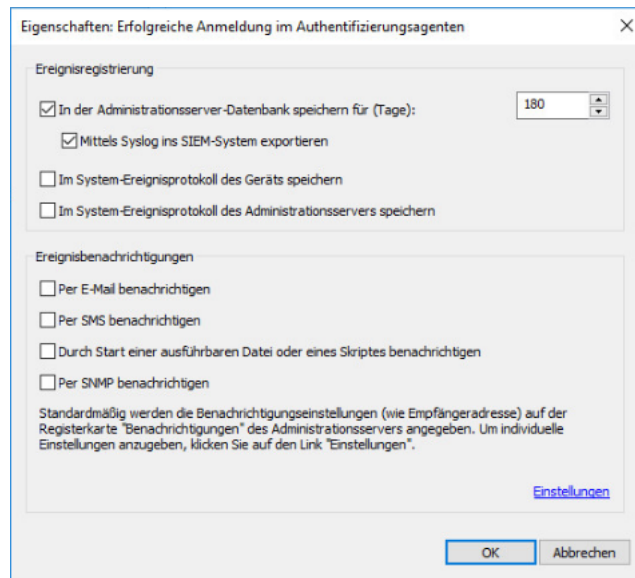 Eigenschaften: Erfolgreiche Anmeldung im Authentifizierungsagenten
Ereignisregistrierung
In der Administrationsserver-Datenbank speichern für (Tage):
180
Mittels Syslog ins SIEM-System exportieren
Im System-Ereignisprotokoll des Geräts speichern
Im System-Ereignisprotokoll des Administrationsservers speichern
Ereignisbenachrichtigungen
Per E-Mail benachrichtigen
Per SMS benachrichtigen
Durch Start einer ausführbaren Datei oder eines Skriptes benachrichtigen
Per SNMP benachrichtigen
Standardmäßig werden die Benachrichtigungseinstellungen (wie Empfängeradresse) auf der
Registerkarte "Benachrichtigungen" des Administrationsservers angegeben. Um individuelle
Einstellungen anzugeben, klicken Sie auf den Link "Einstellungen".
Einstellungen
OK
Abbrechen